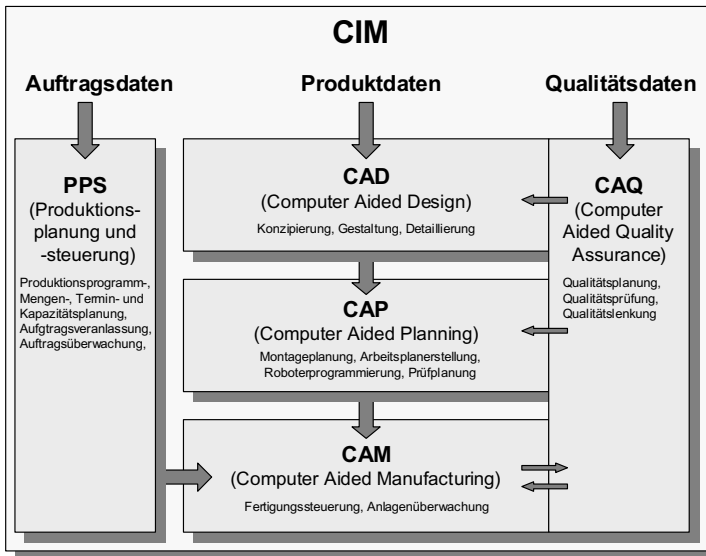 CIM
Auftragsdaten
Produktdaten
Qualitätsdaten
PPS
(Produktions-
planung und
-steuerung)
Produktionsprogramm-,
Mengen-, Termin- und
Kapazitätsplanung,
Aufgtragsveranlassung,
Auftragsüberwachung,
CAD
(Computer Aided Design)
Konzipierung, Gestaltung, Detaillierung
CAP
(Computer Aided Planning)
Montageplanung, Arbeitsplanerstellung,
Roboterprogrammierung, Prüfplanung
CAM
(Computer Aided Manufacturing)
Fertigungssteuerung, Anlagenüberwachung
CAQ
(Computer
Aided Quality
Assurance)
Qualitätsplanung,
Qualitätsprüfung,
Qualitätslenkung